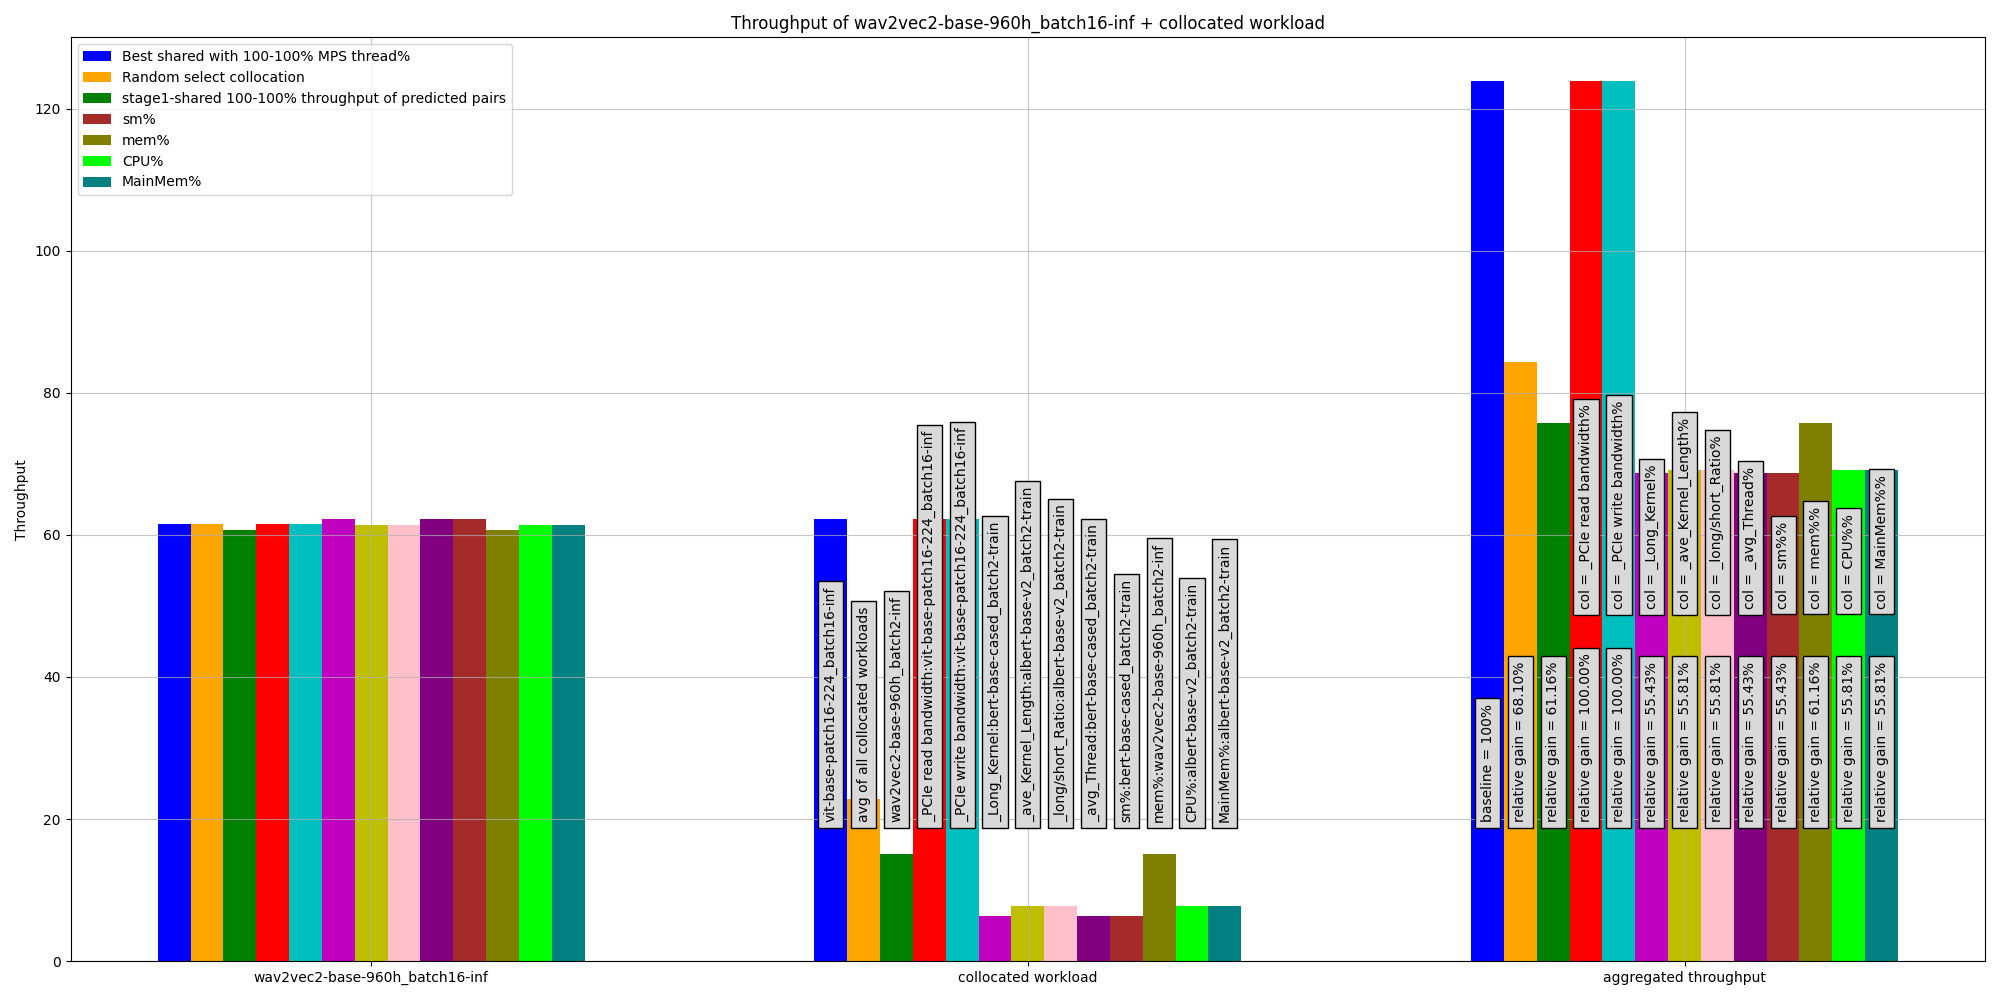 Throughput of wav2vec2-base-960h_batch16-inf + collocated workload
Best shared with 100-100% MPS thread%
Random select collocation
stage1-shared 100-100% throughput of predicted pairs
sm%
mem%
CPU%
MainMem%
Throughput
120
100
80
60
40
20
0
vit-base-patch16-224_batch16-inf
avg of all collocated workloads
wav2vec2-base-960h_batch2-inf
_PCIe read bandwidth:vit-base-patch16-224_batch16-inf
_PCIe write bandwidth:vit-base-patch16-224_batch16-inf
_Long_Kernel:bert-base-cased_batch2-train
_ave_Kernel_Length:albert-base-v2_batch2-train
_long/short_Ratio:albert-base-v2_batch2-train
_avg_Thread:bert-base-cased_batch2-train
sm%:bert-base-cased_batch2-train
mem%:wav2vec2-base-960h_batch2-inf
CPU%:albert-base-v2_batch2-train
MainMem%:albert-base-v2_batch2-train
col = _PCIe read bandwidth%
col = _PCIe write bandwidth%
col = _Long_Kernel%
col = _ave_Kernel_Length%
col = _long/short_Ratio%
col = _avg_Thread%
col = sm%%
col = mem%%
col = CPU%%
col = MainMem%%
baseline = 100%
relative gain = 68.10%
relative gain = 61.16%
relative gain = 100.00%
relative gain = 100.00%
relative gain = 55.43%
relative gain = 55.81%
relative gain = 55.81%
relative gain = 55.43%
relative gain = 55.43%
relative gain = 61.16%
relative gain = 55.81%
relative gain = 55.81%
wav2vec2-base-960h_batch16-inf
collocated workload
aggregated throughput